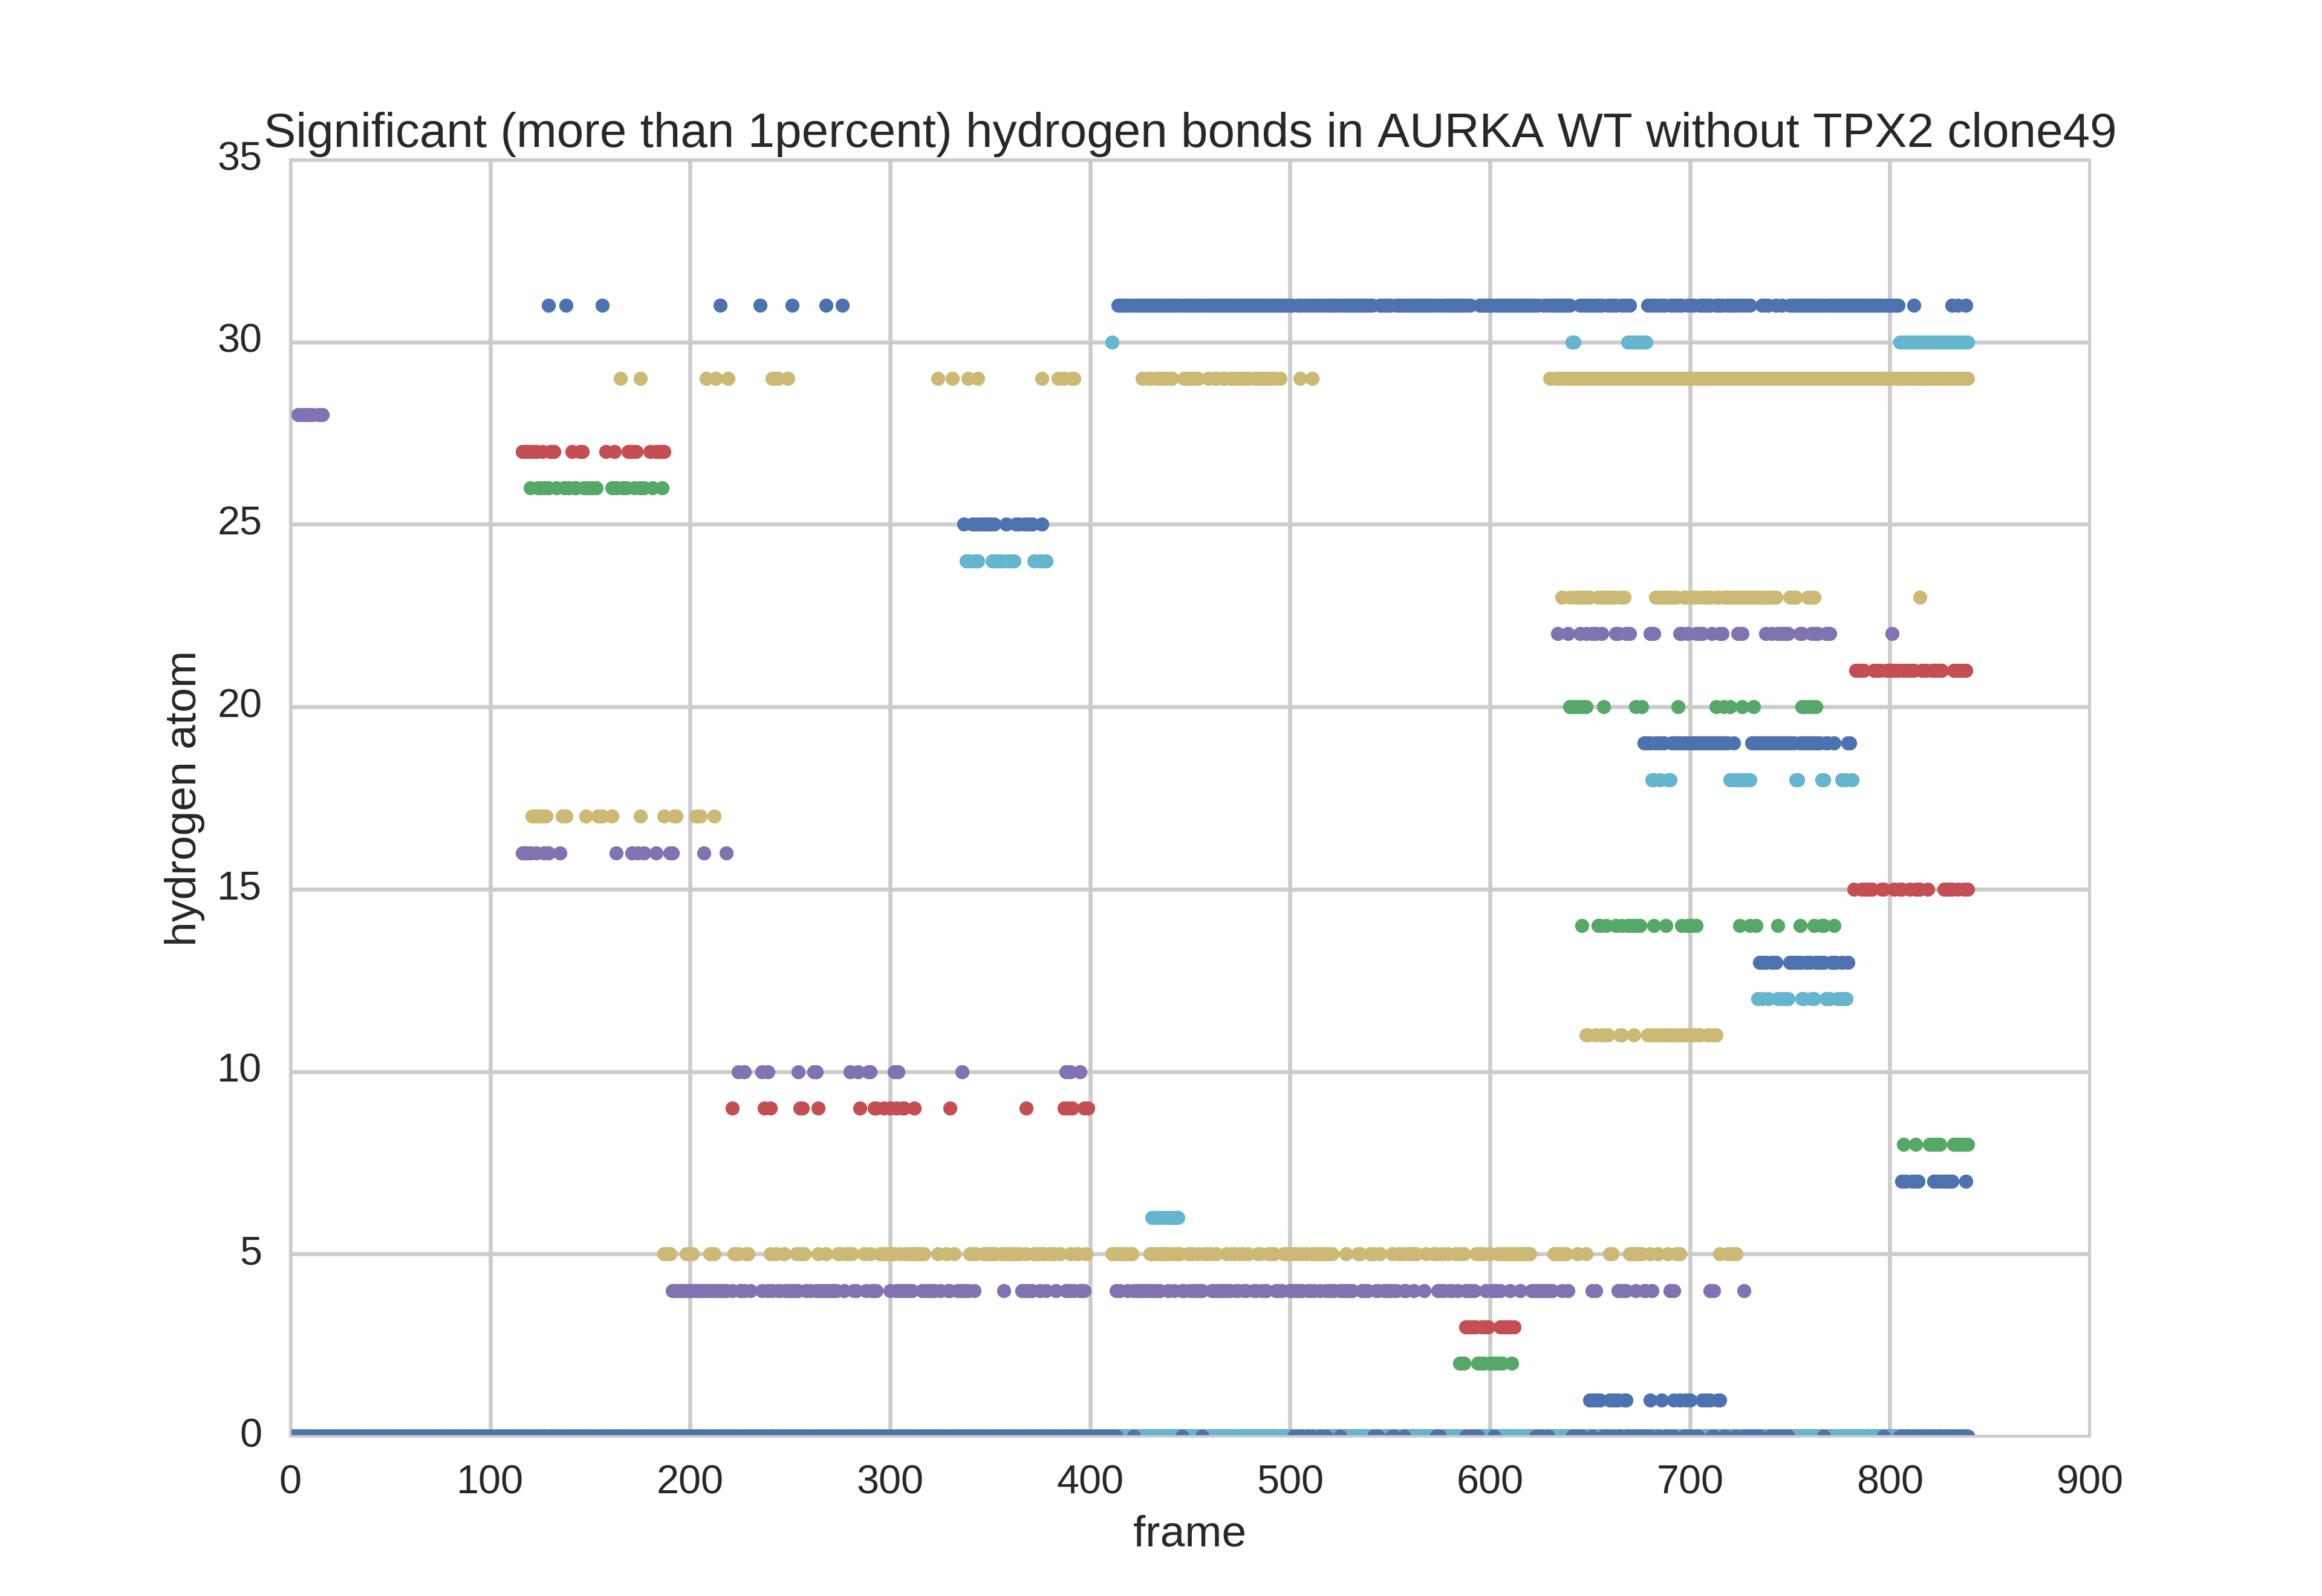 Significant (more than 1percent) hydrogen bonds in AURKA WT without TPX2 clone49
35
30
25
20
15
10
5
0
hydrogen atom
0 100 200 300 400 500 600 700 800 900
frame